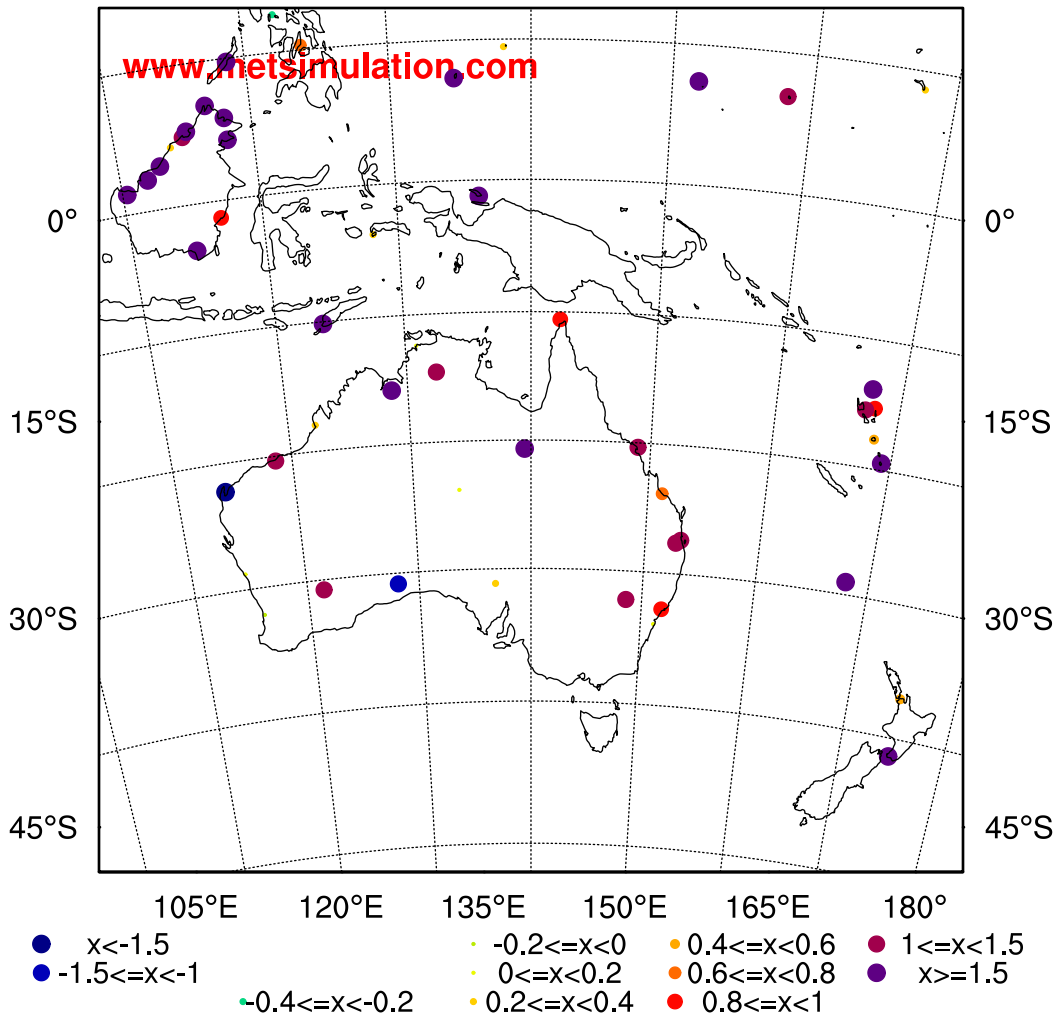 www.metsimulation.com
0° 0°
15°S 15°S
30°S 30°S
45°S 45°S
105°E 120°E 135°E 150°E 165°E 180°
x<-1.5 -0.2<=x<0 0.4<=x<0.6 1<=x<1.5
-1.5<=x<-1 0<=x<0.2 0.6<=x<0.8 x>=1.5
-0.4<=x<-0.2 0.2<=x<0.4 0.8<=x<1